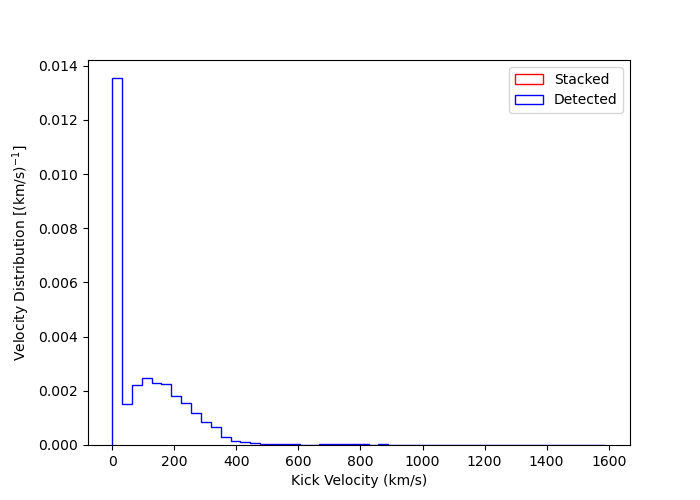 Stacked
Detected
0.014
0.012
0.010
0.008
0.006
0.004
0.002
0.000
Velocity Distribution [(km/s)⁻¹]
0 200 400 600 800 1000 1200 1400 1600
Kick Velocity (km/s)